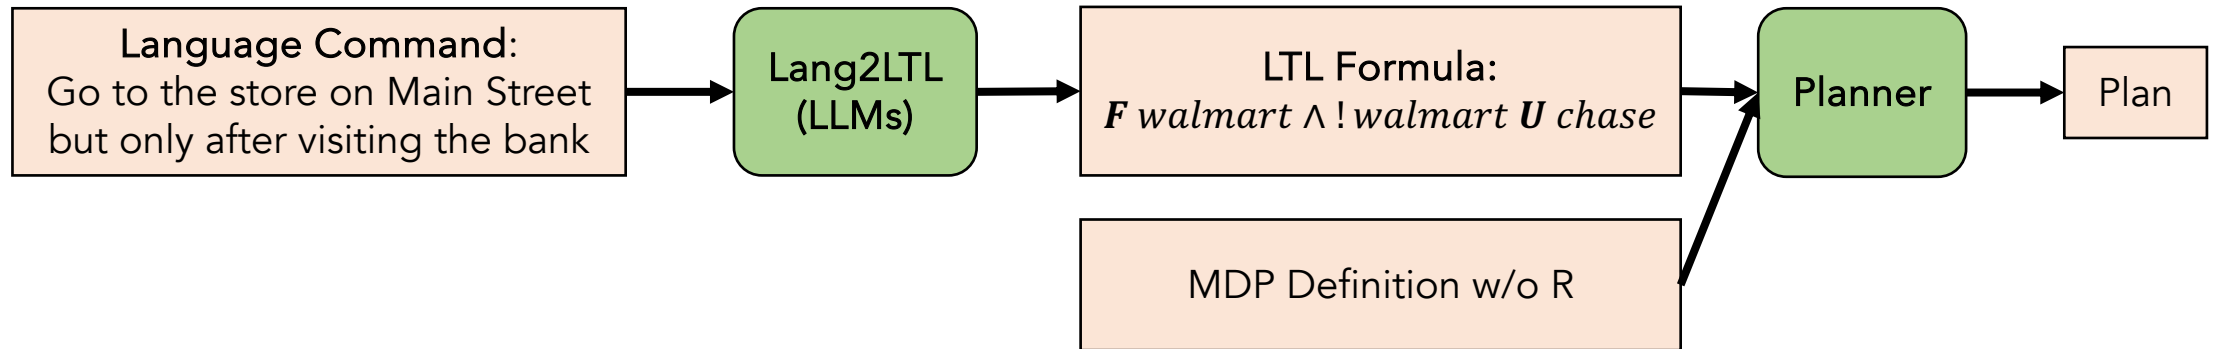 Language Command:
Go to the store on Main Street
but only after visiting the bank
Lang2LTL
(LLMs)
LTL Formula:
F walmart ∧ ! walmart U chase
Planner
Plan
MDP Definition w/o R